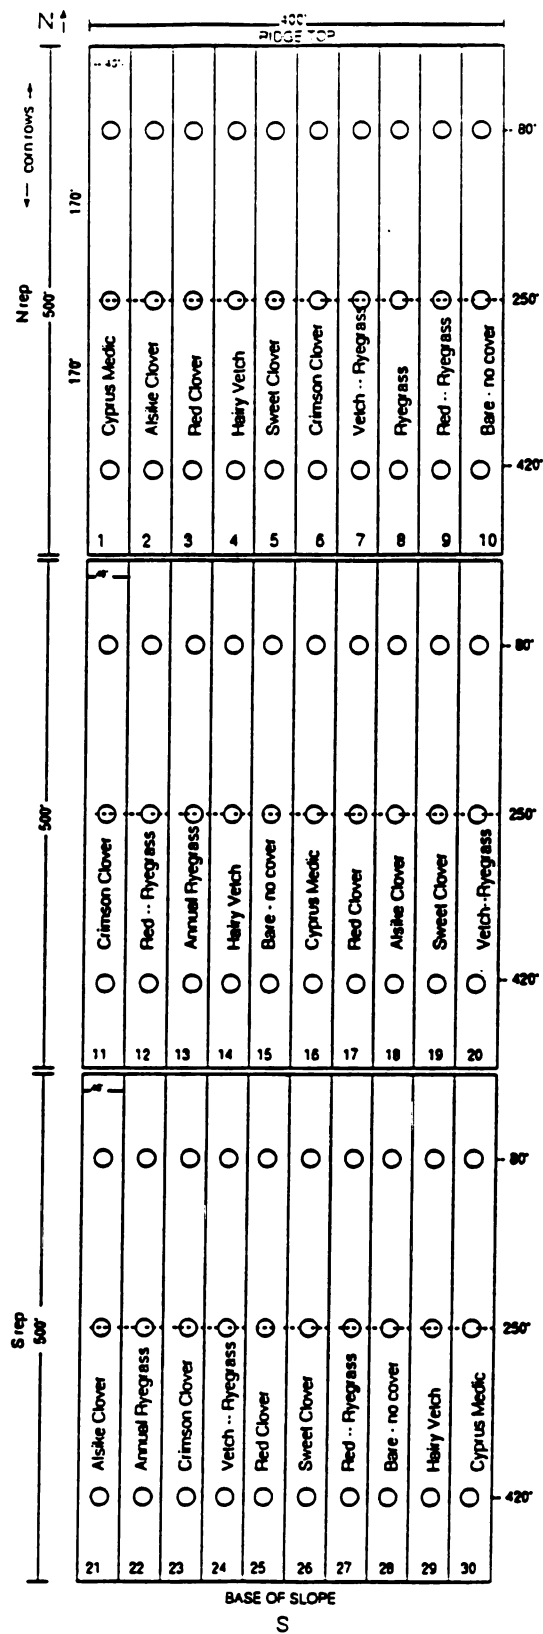 N
400'
RIDGE TOP
40'
80'
← corn rows →
170'
N rep
500'
250'
170'
Cyprus Medic
Alsike Clover
Red Clover
Hairy Vetch
Sweet Clover
Crimson Clover
Vetch -- Ryegrass
Ryegrass
Red -- Ryegrass
Bare - no cover
420'
1 2 3 4 5 6 7 8 9 10
80'
500'
250'
Crimson Clover
Red -- Ryegrass
Annual Ryegrass
Hairy Vetch
Bare - no cover
Cyprus Medic
Red Clover
Alsike Clover
Sweet Clover
Vetch--Ryegrass
420'
11 12 13 14 15 16 17 18 19 20
80'
S rep
500'
250'
Alsike Clover
Annual Ryegrass
Crimson Clover
Vetch -- Ryegrass
Red Clover
Sweet Clover
Red -- Ryegrass
Bare - no cover
Hairy Vetch
Cyprus Medic
420'
21 22 23 24 25 26 27 28 29 30
BASE OF SLOPE
S